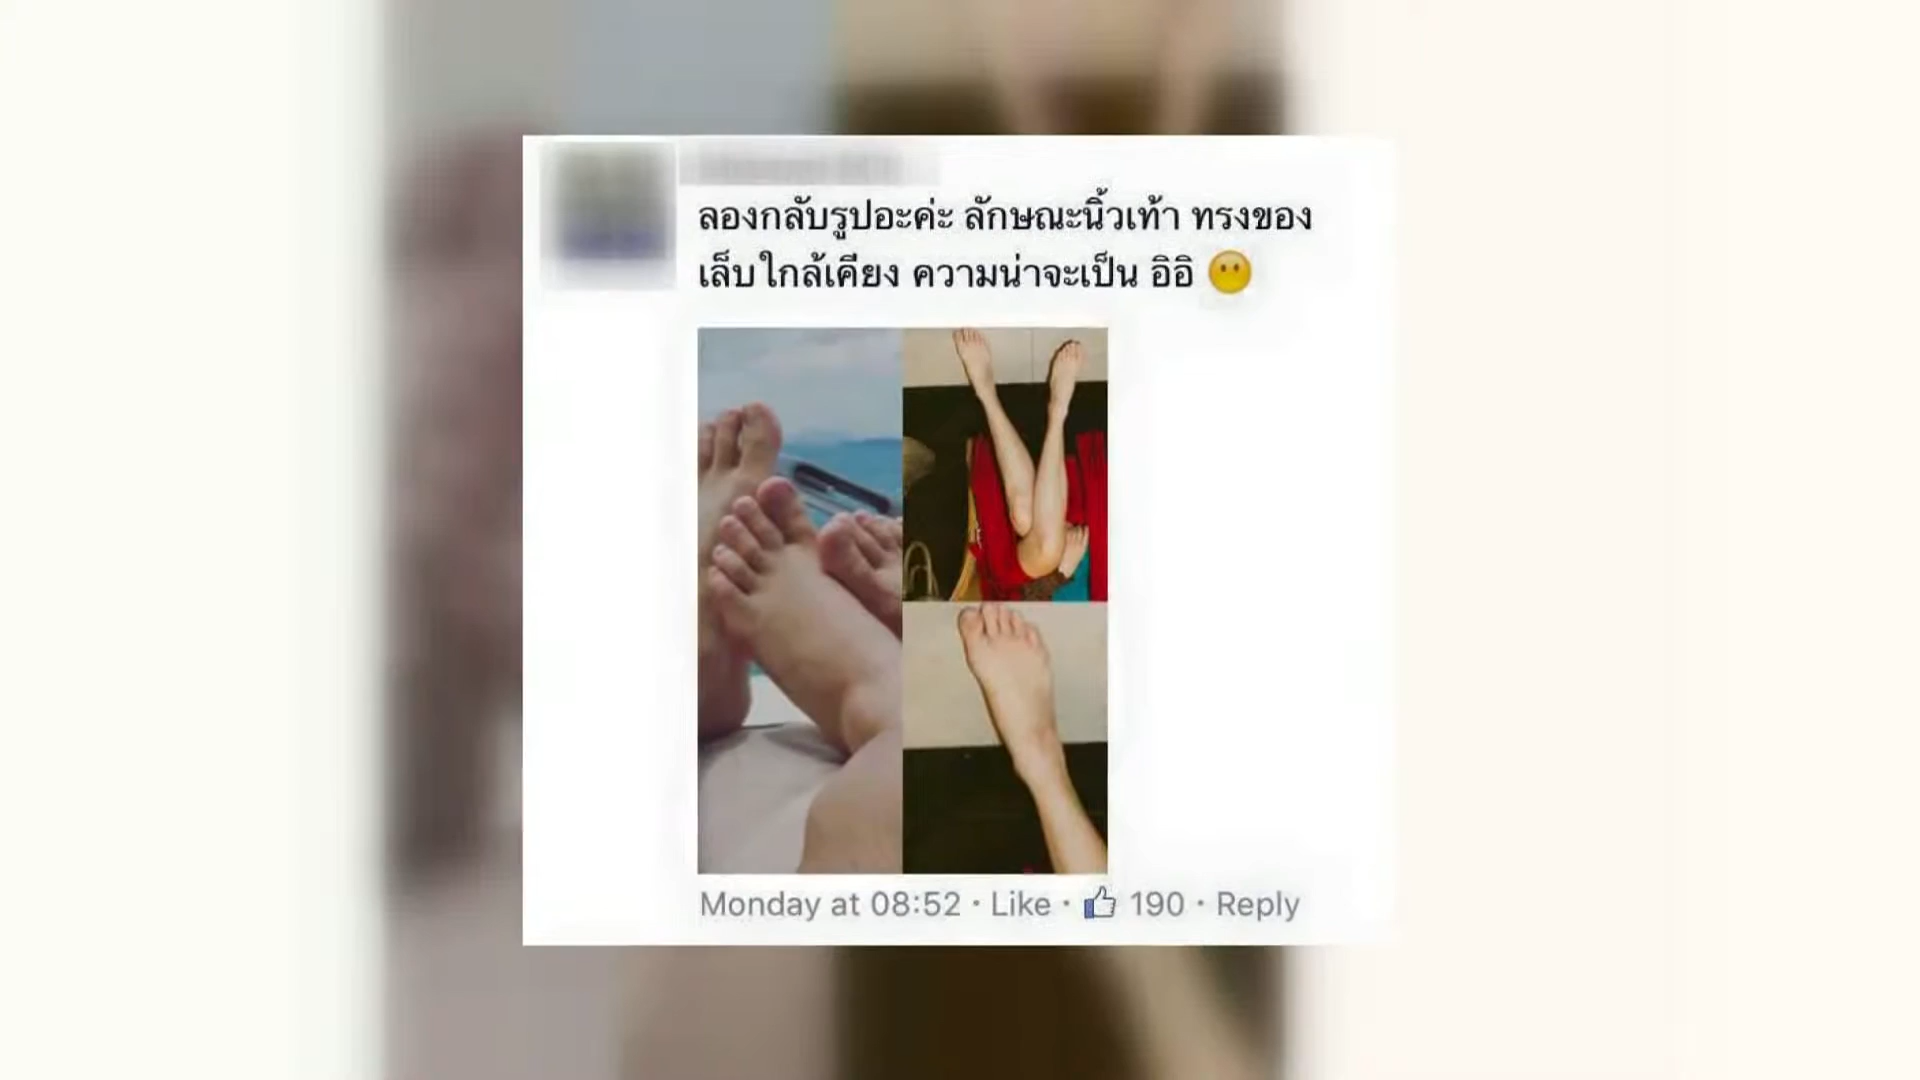 ลองกลับรูปอะค่ะ ลักษณะนิ้วเท้า ทรงของ
เล็บใกล้เคียง ความน่าจะเป็น อิอิ
Monday at 08:52 · Like · 190 · Reply